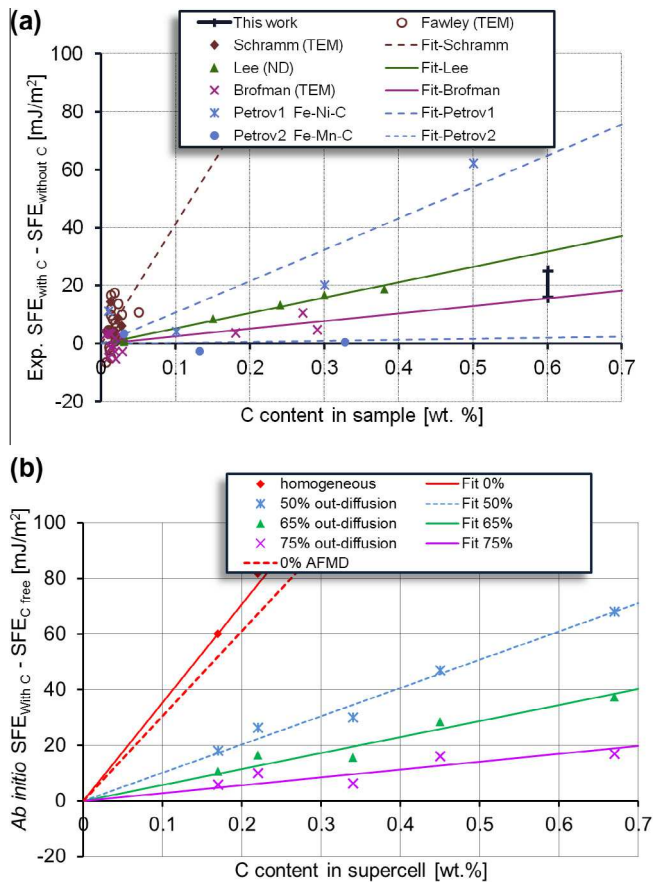 (a)
This work
Fawley (TEM)
Schramm (TEM)
Fit-Schramm
Lee (ND)
Fit-Lee
Brofman (TEM)
Fit-Brofman
Petrov1 Fe-Ni-C
Fit-Petrov1
Petrov2 Fe-Mn-C
Fit-Petrov2
Exp. SFEwith C - SFEwithout C [mJ/m²]
100
80
60
40
20
0
-20
0 0.1 0.2 0.3 0.4 0.5 0.6 0.7
C content in sample [wt. %]
(b)
homogeneous
Fit 0%
50% out-diffusion
Fit 50%
65% out-diffusion
Fit 65%
75% out-diffusion
Fit 75%
0% AFMD
Ab initio SFEWith C - SFEC free [mJ/m²]
100
80
60
40
20
0
-20
0 0.1 0.2 0.3 0.4 0.5 0.6 0.7
C content in supercell [wt.%]